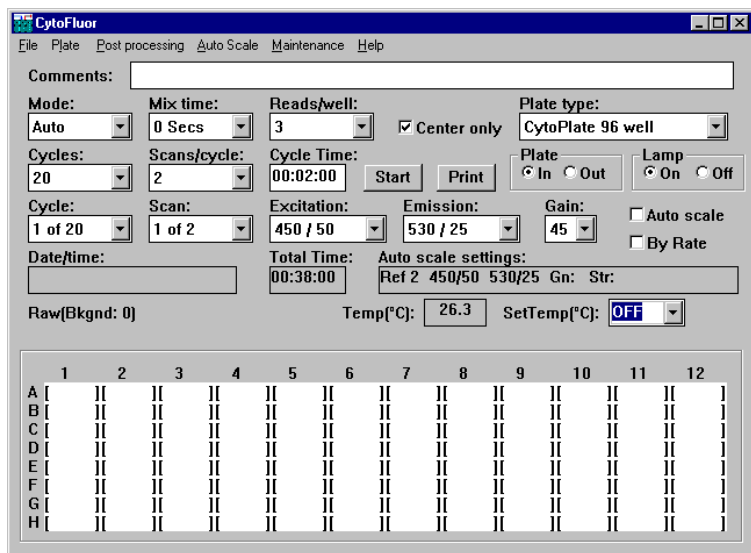 CytoFluor
File Plate Post processing Auto Scale Maintenance Help
Comments:
Mode: Mix time: Reads/well: Plate type:
Auto 0 Secs 3 Center only CytoPlate 96 well
Cycles: Scans/cycle: Cycle Time: Plate Lamp
20 2 00:02:00 Start Print In Out On Off
Cycle: Scan: Excitation: Emission: Gain:
1 of 20 1 of 2 450 / 50 530 / 25 45 Auto scale
By Rate
Date/time: Total Time: Auto scale settings:
00:38:00 Ref 2 450/50 530/25 Gn: Str:
Raw(Bkgnd: 0) Temp(°C): 26.3 SetTemp(°C): OFF
1 2 3 4 5 6 7 8 9 10 11 12
A [ ][ ][ ][ ][ ][ ][ ][ ][ ][ ][ ][ ]
B [ ][ ][ ][ ][ ][ ][ ][ ][ ][ ][ ][ ]
C [ ][ ][ ][ ][ ][ ][ ][ ][ ][ ][ ][ ]
D [ ][ ][ ][ ][ ][ ][ ][ ][ ][ ][ ][ ]
E [ ][ ][ ][ ][ ][ ][ ][ ][ ][ ][ ][ ]
F [ ][ ][ ][ ][ ][ ][ ][ ][ ][ ][ ][ ]
G [ ][ ][ ][ ][ ][ ][ ][ ][ ][ ][ ][ ]
H [ ][ ][ ][ ][ ][ ][ ][ ][ ][ ][ ][ ]